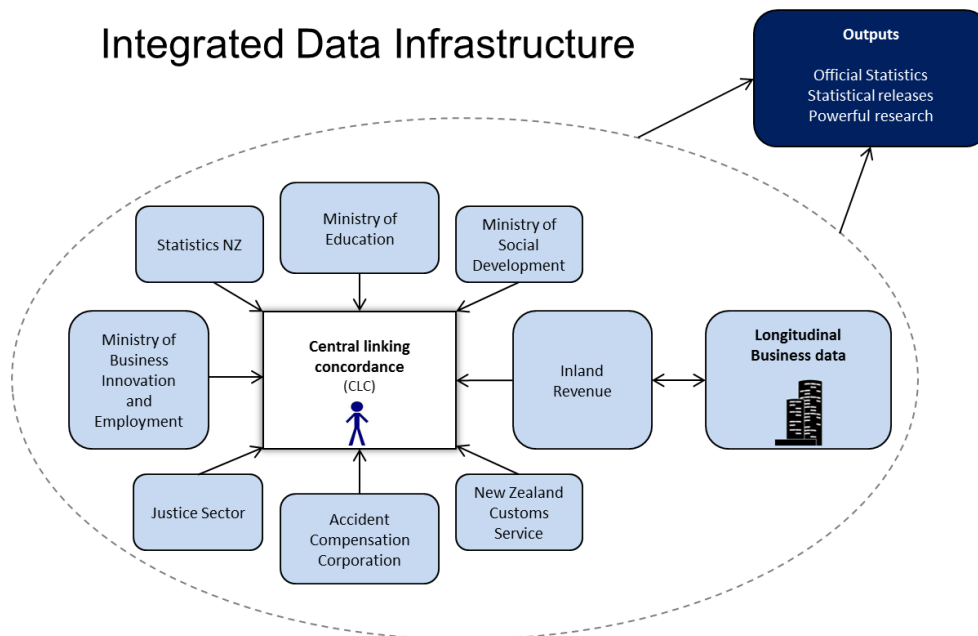 Integrated Data Infrastructure
Outputs
Official Statistics
Statistical releases
Powerful research
Statistics NZ
Ministry of
Education
Ministry of
Social
Development
Ministry of
Business
Innovation
and
Employment
Central linking
concordance
(CLC)
Inland
Revenue
Longitudinal
Business data
Justice Sector
Accident
Compensation
Corporation
New Zealand
Customs
Service